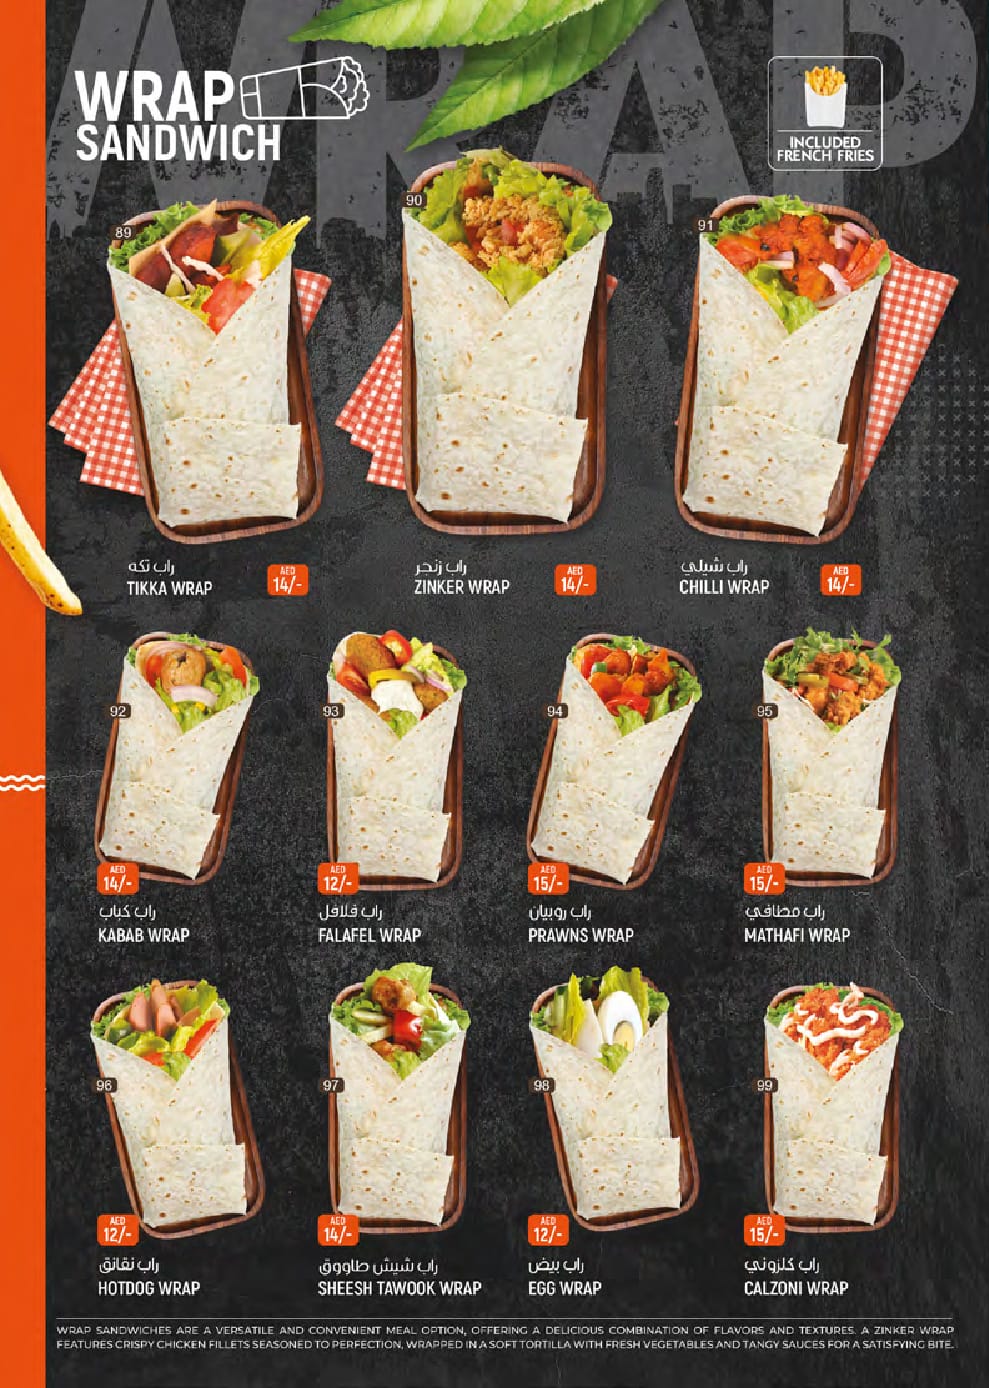 WRAP
WRAP
SANDWICH
INCLUDED
FRENCH FRIES
89
90
91
راب تكه
TIKKA WRAP
AED
14/-
راب زنجر
ZINKER WRAP
AED
14/-
راب شيلي
CHILLI WRAP
AED
14/-
92
93
94
95
AED
14/-
راب كباب
KABAB WRAP
AED
12/-
راب فلافل
FALAFEL WRAP
AED
15/-
راب روبيان
PRAWNS WRAP
AED
15/-
راب مطافي
MATHAFI WRAP
96
97
98
99
AED
12/-
راب نقانق
HOTDOG WRAP
AED
14/-
راب شيش طاووق
SHEESH TAWOOK WRAP
AED
12/-
راب بيض
EGG WRAP
AED
15/-
راب كلزوني
CALZONI WRAP
WRAP SANDWICHES ARE A VERSATILE AND CONVENIENT MEAL OPTION, OFFERING A DELICIOUS COMBINATION OF FLAVORS AND TEXTURES. A ZINKER WRAP
FEATURES CRISPY CHICKEN FILLETS SEASONED TO PERFECTION, WRAPPED IN A SOFT TORTILLA WITH FRESH VEGETABLES AND TANGY SAUCES FOR A SATISFYING BITE.